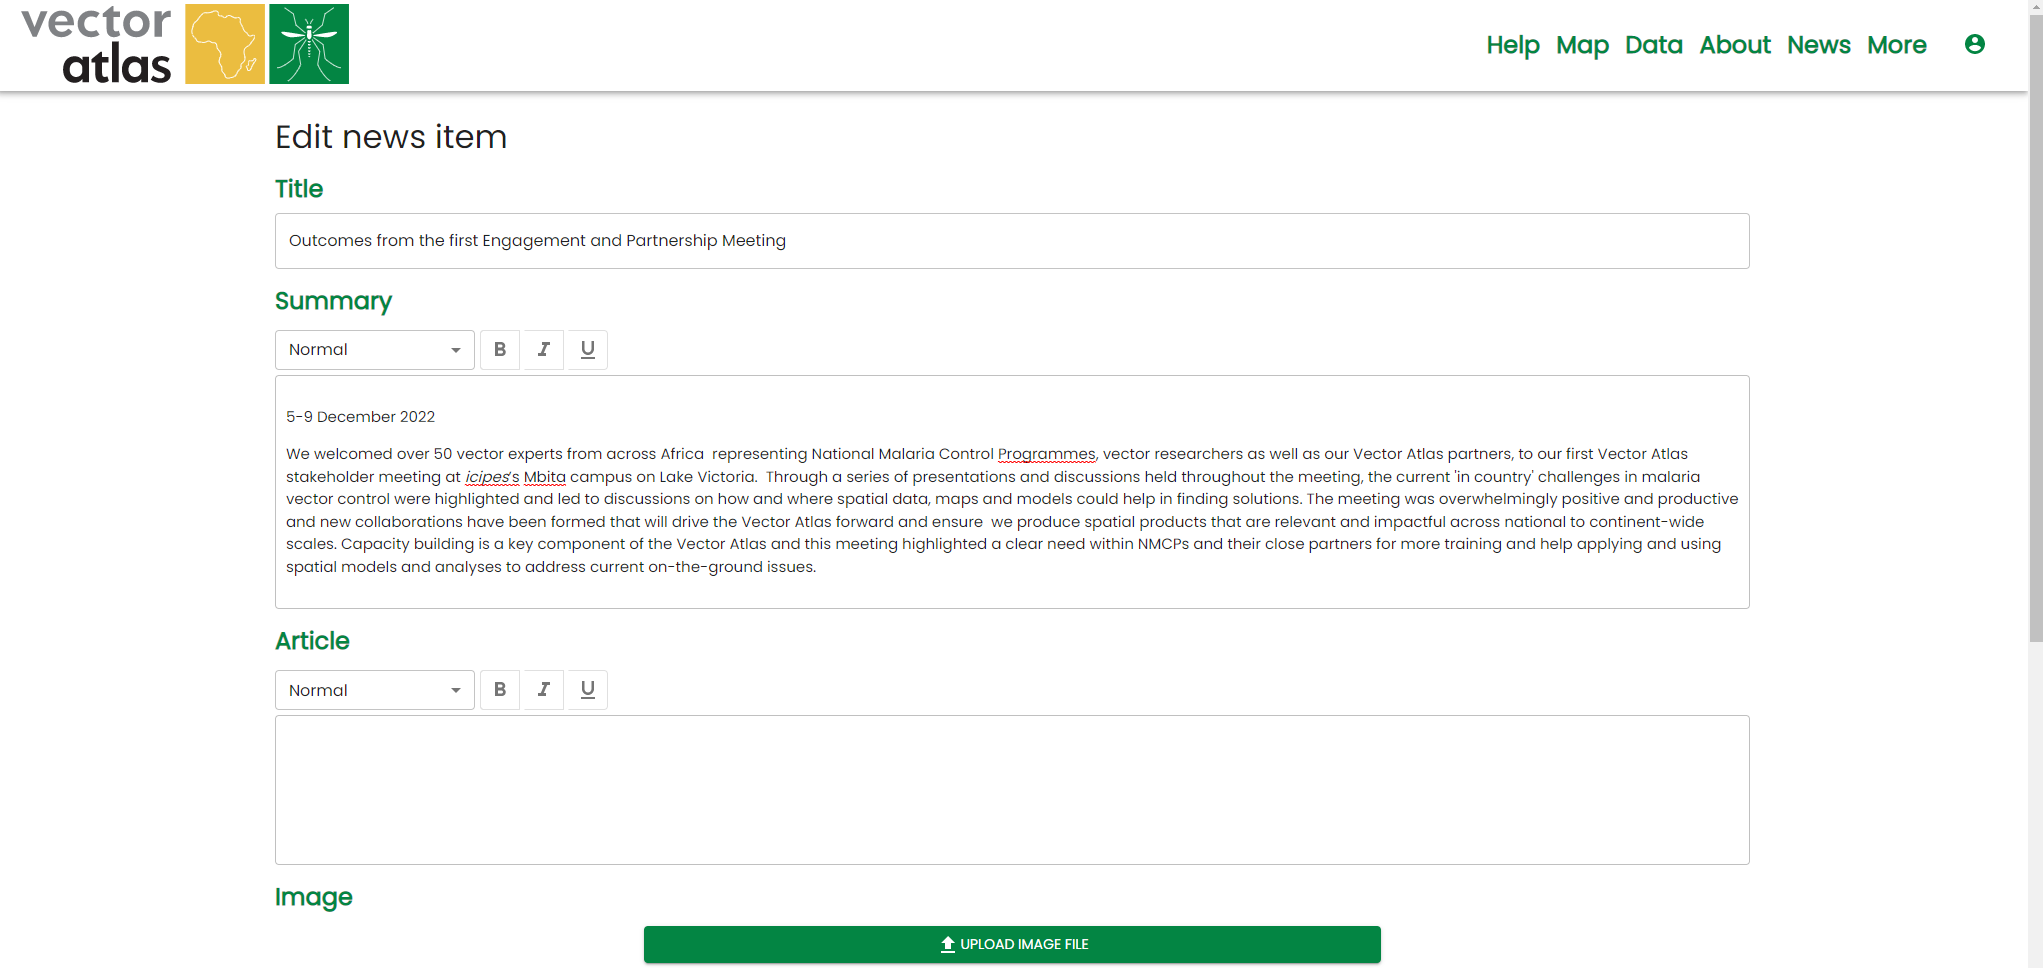 vector
atlas
Help Map Data About News More
Edit news item
Title
Outcomes from the first Engagement and Partnership Meeting
Summary
Normal B I U
5-9 December 2022
We welcomed over 50 vector experts from across Africa  representing National Malaria Control Programmes, vector researchers as well as our Vector Atlas partners, to our first Vector Atlas
stakeholder meeting at icipes's Mbita campus on Lake Victoria.  Through a series of presentations and discussions held throughout the meeting, the current 'in country' challenges in malaria
vector control were highlighted and led to discussions on how and where spatial data, maps and models could help in finding solutions. The meeting was overwhelmingly positive and productive
and new collaborations have been formed that will drive the Vector Atlas forward and ensure  we produce spatial products that are relevant and impactful across national to continent-wide
scales. Capacity building is a key component of the Vector Atlas and this meeting highlighted a clear need within NMCPs and their close partners for more training and help applying and using
spatial models and analyses to address current on-the-ground issues.
Article
Normal B I U
Image
UPLOAD IMAGE FILE